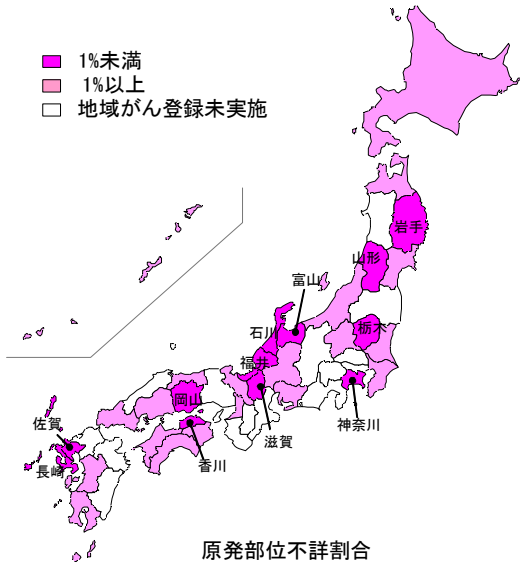 1%未満
1%以上
地域がん登録未実施
岩手
山形
富山
石川
栃木
福井
岡山
佐賀
滋賀
神奈川
長崎
香川
原発部位不詳割合